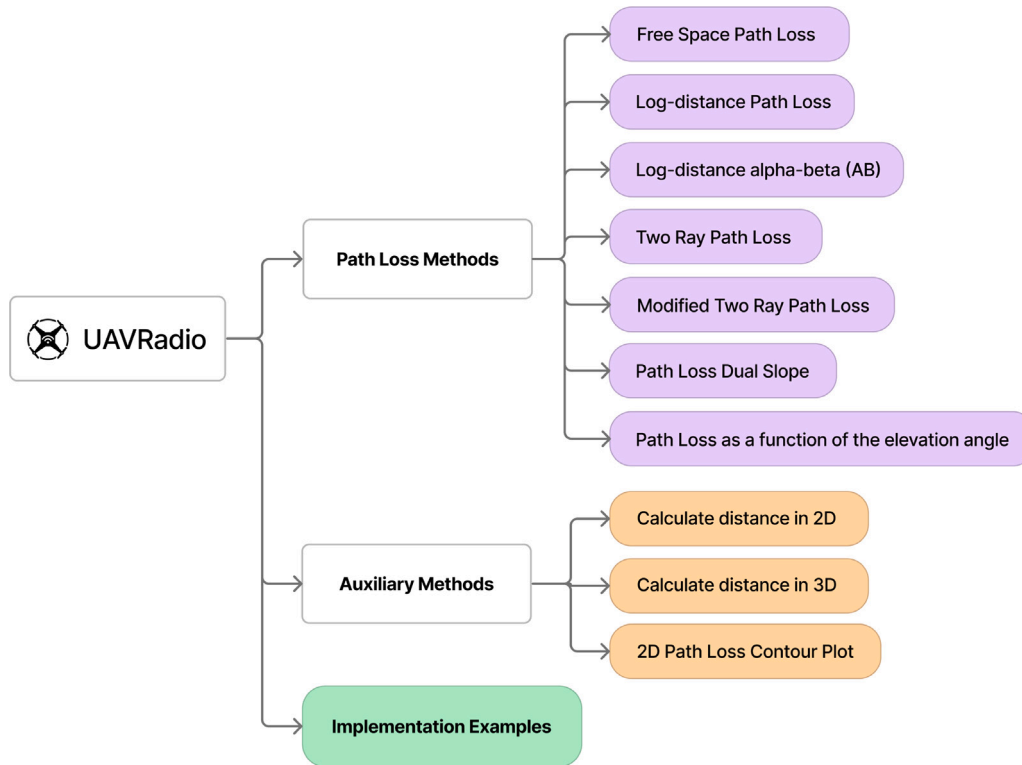 UAVRadio
Path Loss Methods
Free Space Path Loss
Log-distance Path Loss
Log-distance alpha-beta (AB)
Two Ray Path Loss
Modified Two Ray Path Loss
Path Loss Dual Slope
Path Loss as a function of the elevation angle
Auxiliary Methods
Calculate distance in 2D
Calculate distance in 3D
2D Path Loss Contour Plot
Implementation Examples